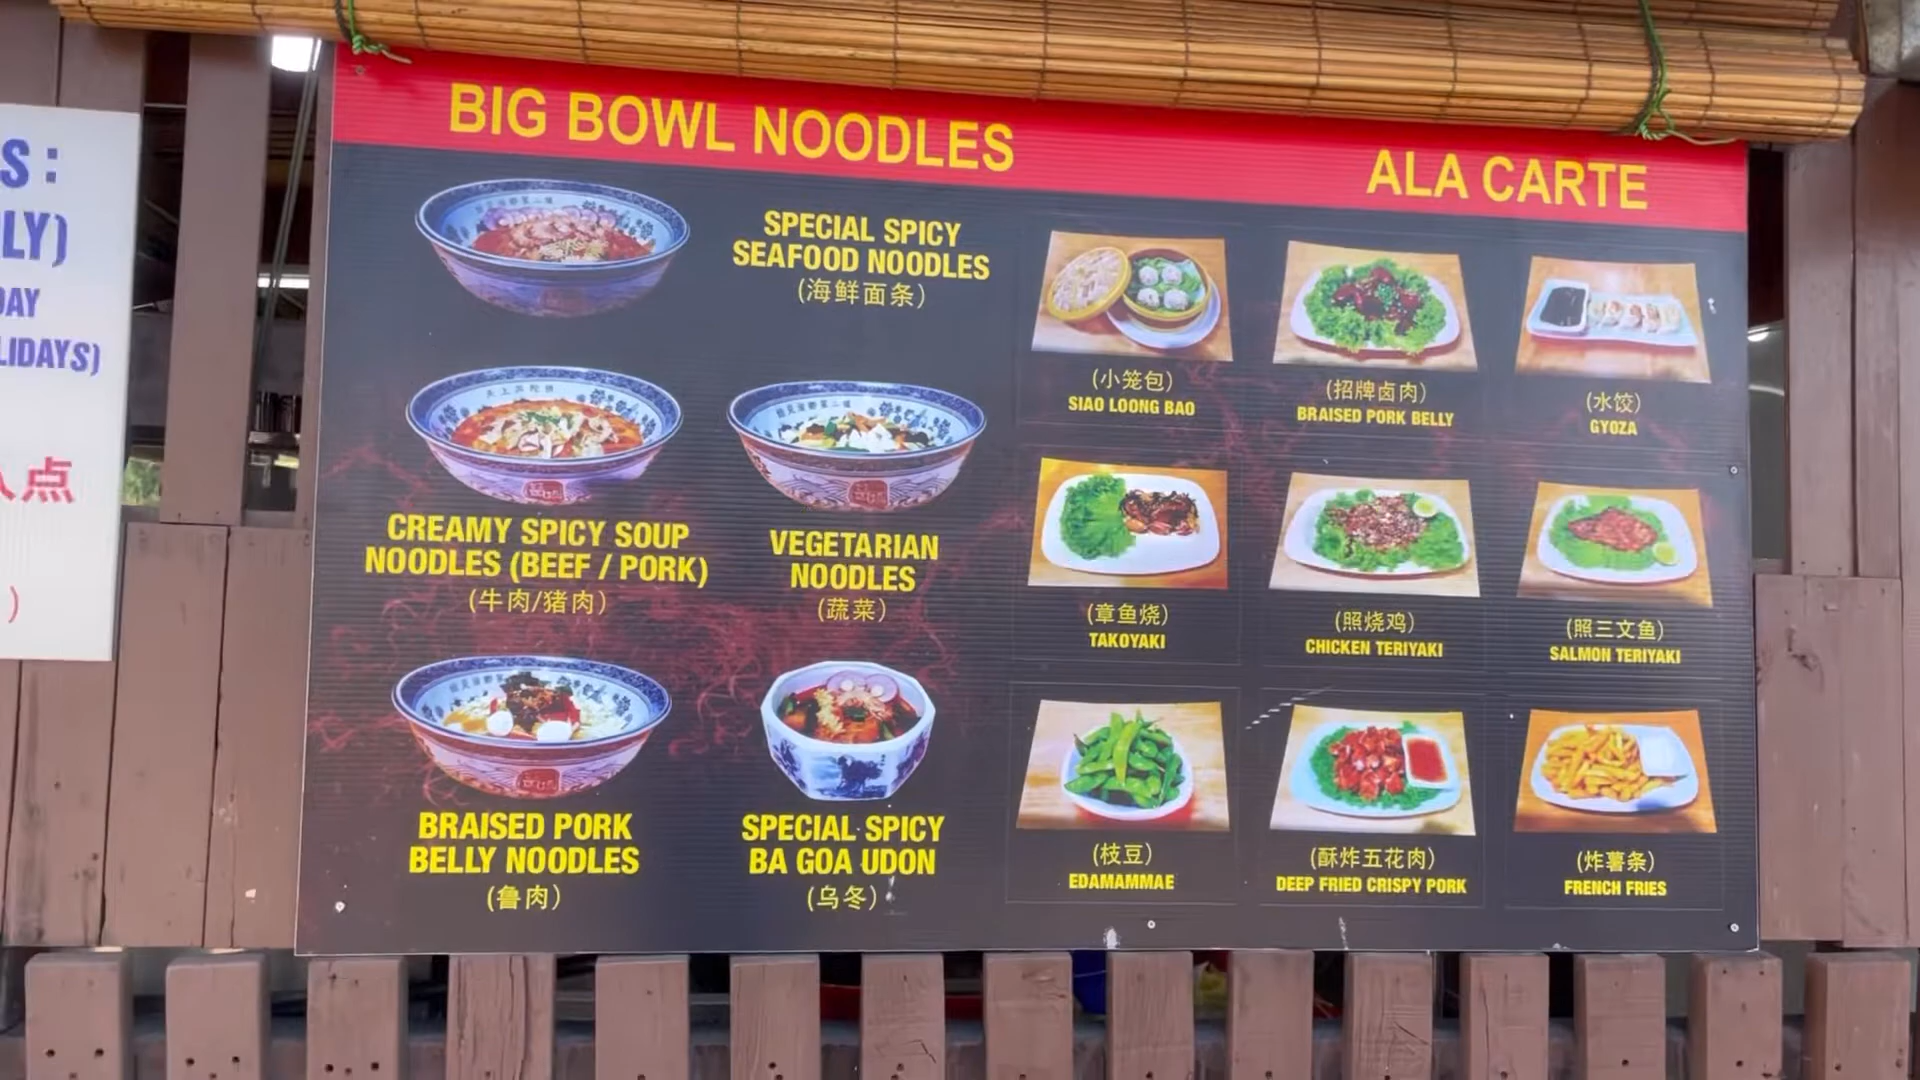 S :
LY)
DAY
LIDAYS)
点
)
BIG BOWL NOODLES
SPECIAL SPICY
SEAFOOD NOODLES
(海鲜面条)
CREAMY SPICY SOUP
NOODLES (BEEF / PORK)
(牛肉/猪肉)
VEGETARIAN
NOODLES
(蔬菜)
BRAISED PORK
BELLY NOODLES
(鲁肉)
SPECIAL SPICY
BA GOA UDON
(乌冬)
ALA CARTE
(小笼包)
SIAO LOONG BAO
(招牌卤肉)
BRAISED PORK BELLY
(水饺)
GYOZA
(章鱼烧)
TAKOYAKI
(照烧鸡)
CHICKEN TERIYAKI
(照三文鱼)
SALMON TERIYAKI
(枝豆)
EDAMAMMAE
(酥炸五花肉)
DEEP FRIED CRISPY PORK
(炸薯条)
FRENCH FRIES